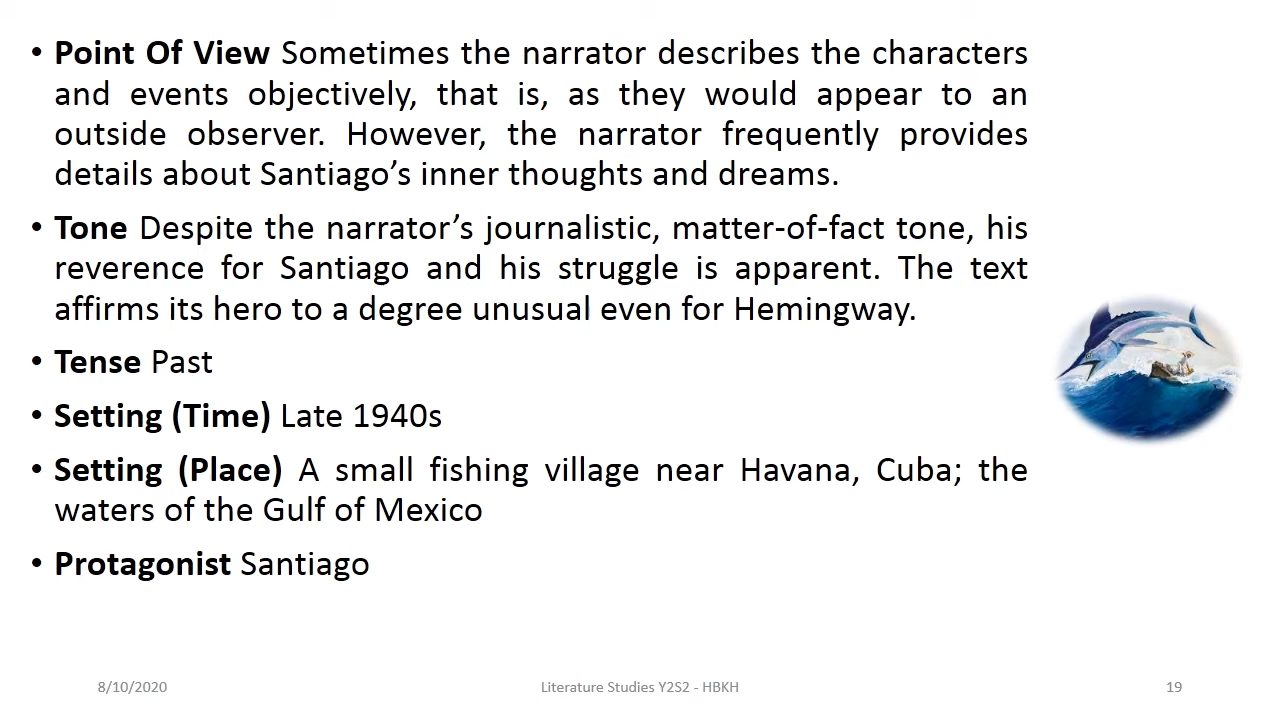 • Point Of View Sometimes the narrator describes the characters
and events objectively, that is, as they would appear to an
outside observer. However, the narrator frequently provides
details about Santiago’s inner thoughts and dreams.
• Tone Despite the narrator’s journalistic, matter-of-fact tone, his
reverence for Santiago and his struggle is apparent. The text
affirms its hero to a degree unusual even for Hemingway.
• Tense Past
• Setting (Time) Late 1940s
• Setting (Place) A small fishing village near Havana, Cuba; the
waters of the Gulf of Mexico
• Protagonist Santiago
8/10/2020
Literature Studies Y2S2 - HBKH
19